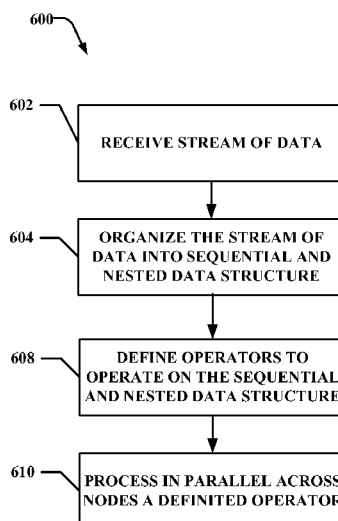 600
602
RECEIVE STREAM OF DATA
604
ORGANIZE THE STREAM OF
DATA INTO SEQUENTIAL AND
NESTED DATA STRUCTURE
608
DEFINE OPERATORS TO
OPERATE ON THE SEQUENTIAL
AND NESTED DATA STRUCTURE
610
PROCESS IN PARALLEL ACROSS
NODES A DEFINITED OPERATOR